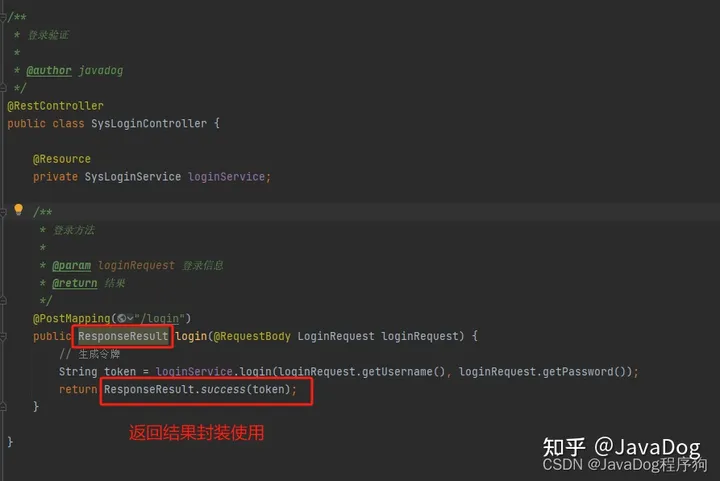 /**
* 登录验证
*
* @author javadog
*/
@RestController
public class SysLoginController {
@Resource
private SysLoginService loginService;
/**
* 登录方法
*
* @param loginRequest 登录信息
* @return 结果
*/
@PostMapping("/login")
public ResponseResult login(@RequestBody LoginRequest loginRequest) {
// 生成令牌
String token = loginService.login(loginRequest.getUsername(), loginRequest.getPassword());
return ResponseResult.success(token);
}
返回结果封装使用
}
知乎 @JavaDog
CSDN @JavaDog程序狗